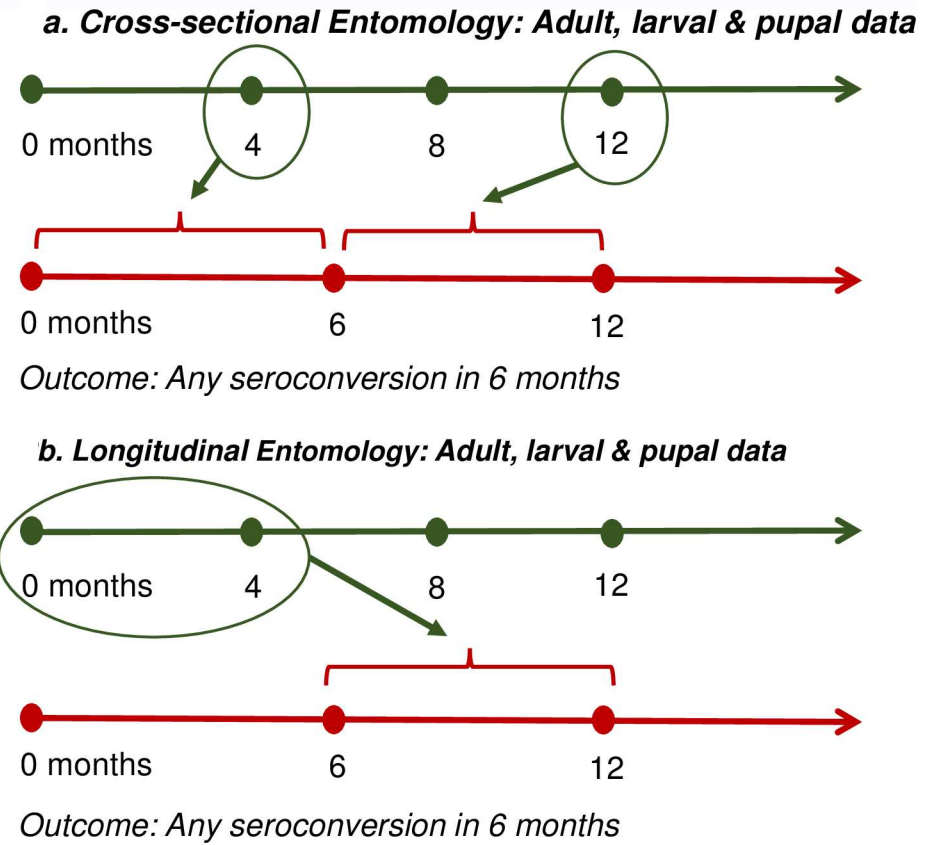 a. Cross-sectional Entomology: Adult, larval & pupal data
0 months 4 8 12
0 months 6 12
Outcome: Any seroconversion in 6 months
b. Longitudinal Entomology: Adult, larval & pupal data
0 months 4 8 12
0 months 6 12
Outcome: Any seroconversion in 6 months